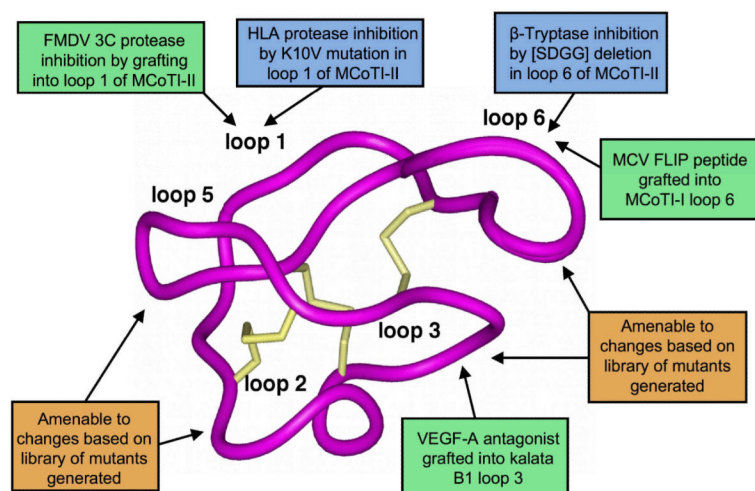 FMDV 3C protease
inhibition by grafting
into loop 1 of MCoTI-II
HLA protease inhibition
by K10V mutation in
loop 1 of MCoTI-II
β-Tryptase inhibition
by [SDGG] deletion
in loop 6 of MCoTI-II
loop 1
loop 6
MCV FLIP peptide
grafted into
MCoTI-I loop 6
loop 5
loop 3
loop 2
Amenable to
changes based on
library of mutants
generated
Amenable to
changes based on
library of mutants
generated
VEGF-A antagonist
grafted into kalata
B1 loop 3